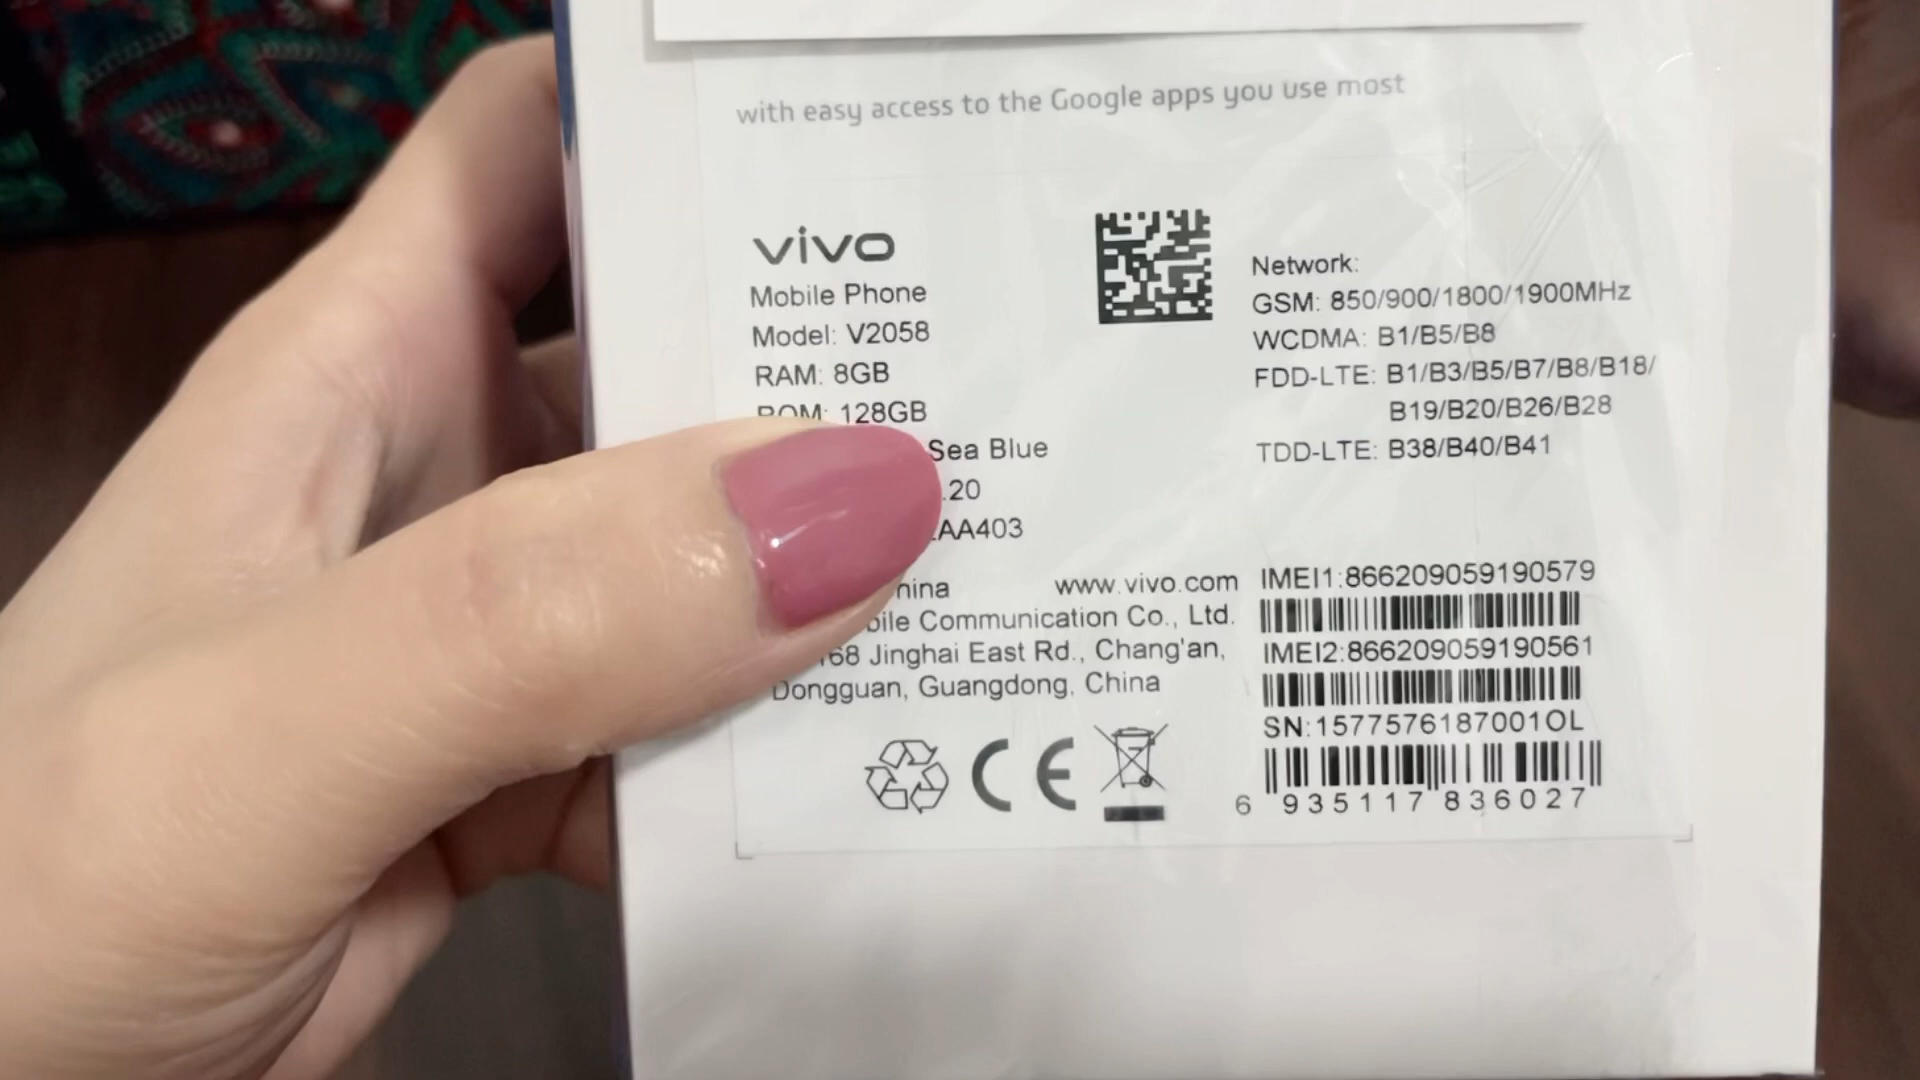 with easy access to the Google apps you use most
vivo
Mobile Phone
Model: V2058
RAM: 8GB
ROM: 128GB
Sea Blue
.20
AA403
www.vivo.com
Communication Co., Ltd.
168 Jinghai East Rd., Chang'an,
Dongguan, Guangdong, China
CE
Network:
GSM: 850/900/1800/1900MHz
WCDMA: B1/B5/B8
FDD-LTE: B1/B3/B5/B7/B8/B18/
B19/B20/B26/B28
TDD-LTE: B38/B40/B41
IMEI1:866209059190579
IMEI2:866209059190561
SN:1577576187001OL
6 935117 836027